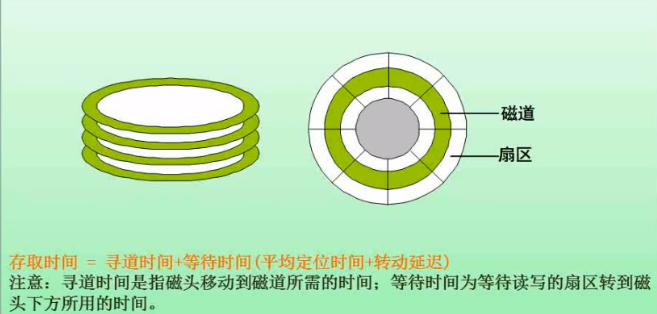 磁道
扇区
存取时间 = 寻道时间+等待时间(平均定位时间+转动延迟)
注意：寻道时间是指磁头移动到磁道所需的时间；等待时间为等待读写的扇区转到磁
头下方所用的时间。